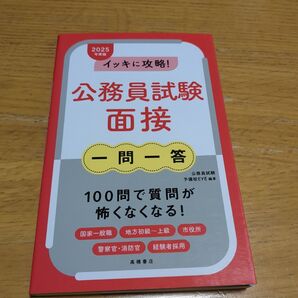 2025
年度版
イッキに攻略!
公務員試験
面接
一問一答
公務員試験
予備校EYE 編著
100問で質問が
怖くなくなる!
国家一般職 地方初級〜上級 市役所
警察官・消防官 経験者採用
高橋書店